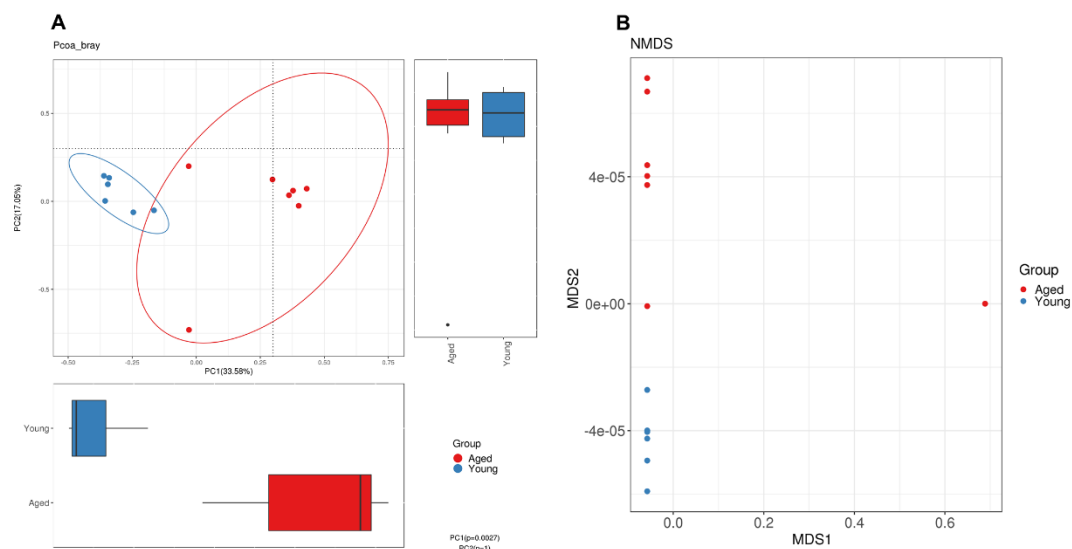 A
Pcoa_bray
PC2(17.05%)
0.5
0.0
-0.5
-0.50
-0.25
0.00
0.25
0.50
0.75
PC1(33.58%)
Aged
Young
Young
Aged
Group
Aged
Young
PC1(p=0.0027)
PC2(p=1)
B
NMDS
MDS2
4e-05
0e+00
-4e-05
0.0
0.2
0.4
0.6
MDS1
Group
Aged
Young